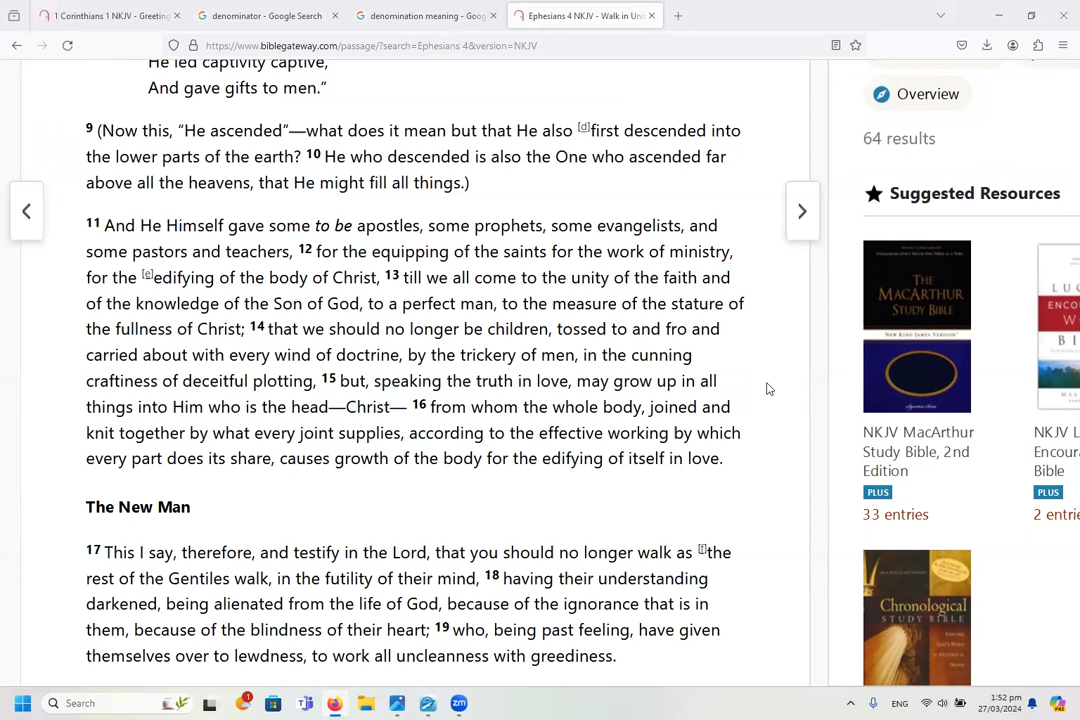 1 Corinthians 1 NKJV - Greeting
denominator - Google Search
denomination meaning - Goog
Ephesians 4 NKJV - Walk in Unit
https://www.biblegateway.com/passage/?search=Ephesians 4&version=NKJV
He led captivity captive,
And gave gifts to men.”
9 (Now this, “He ascended”—what does it mean but that He also [d]first descended into
the lower parts of the earth? 10 He who descended is also the One who ascended far
above all the heavens, that He might fill all things.)
11 And He Himself gave some to be apostles, some prophets, some evangelists, and
some pastors and teachers, 12 for the equipping of the saints for the work of ministry,
for the [e]edifying of the body of Christ, 13 till we all come to the unity of the faith and
of the knowledge of the Son of God, to a perfect man, to the measure of the stature of
the fullness of Christ; 14 that we should no longer be children, tossed to and fro and
carried about with every wind of doctrine, by the trickery of men, in the cunning
craftiness of deceitful plotting, 15 but, speaking the truth in love, may grow up in all
things into Him who is the head—Christ— 16 from whom the whole body, joined and
knit together by what every joint supplies, according to the effective working by which
every part does its share, causes growth of the body for the edifying of itself in love.
The New Man
17 This I say, therefore, and testify in the Lord, that you should no longer walk as [f]the
rest of the Gentiles walk, in the futility of their mind, 18 having their understanding
darkened, being alienated from the life of God, because of the ignorance that is in
them, because of the blindness of their heart; 19 who, being past feeling, have given
themselves over to lewdness, to work all uncleanness with greediness.
Overview
64 results
Suggested Resources
THE
MACARTHUR
STUDY BIBLE
NEW KING JAMES VERSION
NKJV MacArthur
Study Bible, 2nd
Edition
PLUS
33 entries
LUC
ENCO
W
BI
NKJV L
Encoura
Bible
PLUS
2 entrie
Chronological
STUDY BIBLE
Search
1
zm
ENG
1:52 pm
27/03/2024
PRE